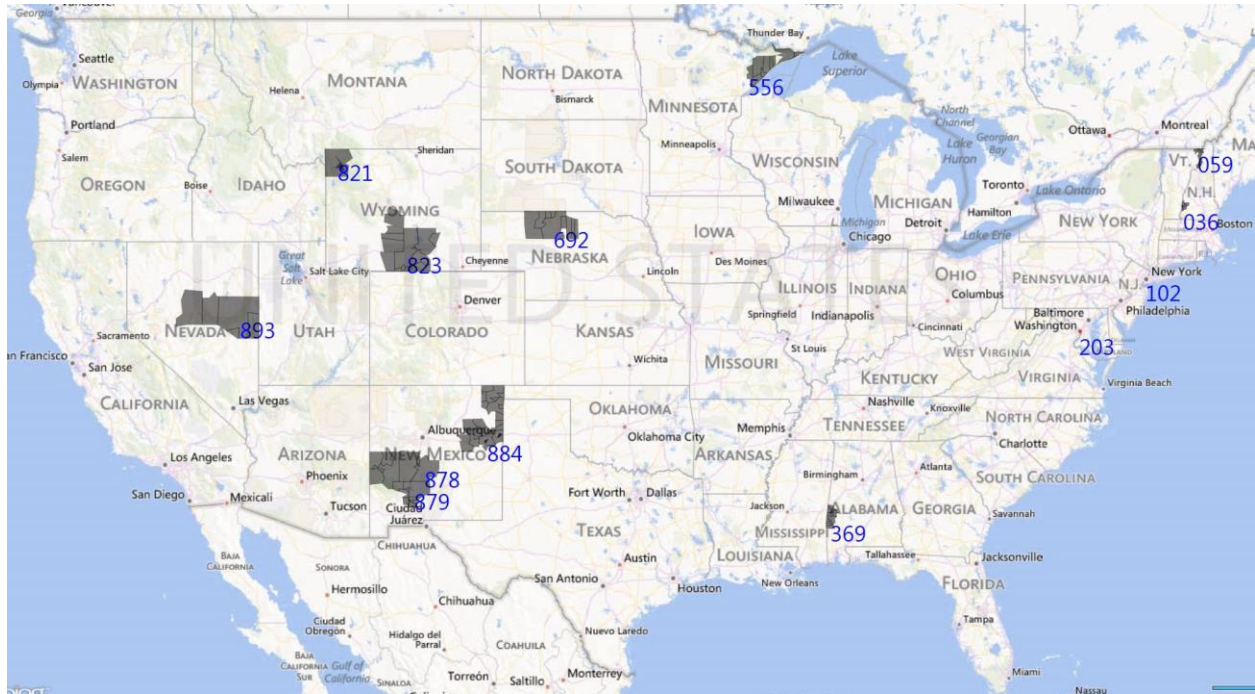 Georgia
Thunder Bay
Lake
Superior
Seattle
Olympia
WASHINGTON
MONTANA
Helena
NORTH DAKOTA
Bismarck
556
MINNESOTA
North
Channel
Georgian
Bay
Ottawa
Montreal
Portland
Salem
OREGON
Boise
IDAHO
821
Sheridan
SOUTH DAKOTA
Minneapolis
WISCONSIN
Lake
Huron
Toronto
Lake Ontario
VT.
059
N.H.
WYOMING
Milwaukee
L. Michigan
MICHIGAN
Detroit
Hamilton
NEW YORK
036
Boston
692
NEBRASKA
IOWA
Chicago
Lake Erie
Great
Salt
Lake
Salt Lake City
823
Cheyenne
Lincoln
Des Moines
UNITED STATES
ILLINOIS
INDIANA
OHIO
Columbus
PENNSYLVANIA
N.J.
New York
102
Philadelphia
Denver
Springfield
Indianapolis
Cincinnati
Baltimore
Washington
203
Sacramento
NEVADA
893
UTAH
COLORADO
KANSAS
St Louis
WEST VIRGINIA
an Francisco
San Jose
Wichita
MISSOURI
KENTUCKY
VIRGINIA
Virginia Beach
CALIFORNIA
Las Vegas
Nashville
Knoxville
OKLAHOMA
Oklahoma City
Memphis
TENNESSEE
NORTH CAROLINA
Charlotte
Los Angeles
ARIZONA
Phoenix
Albuquerque
NEW MEXICO
884
ARKANSAS
Birmingham
Atlanta
SOUTH CAROLINA
San Diego
Mexicali
Tucson
878
879
Ciudad
Juárez
Fort Worth
Dallas
Jackson
MISSISSIPPI
ALABAMA
369
GEORGIA
Savannah
TEXAS
LOUISIANA
Tallahassee
Jacksonville
BAJA
CALIFORNIA
SONORA
CHIHUAHUA
Austin
San Antonio
Houston
New Orleans
FLORIDA
Hermosillo
Chihuahua
Tampa
Ciudad
Obregón
Hidalgo del
Parral
COAHUILA
Nuevo Laredo
BAJA
CALIFORNIA
SUR
Gulf of
California
SINALOA
Torreón
Saltillo
Monterrey
Miami
Nassau